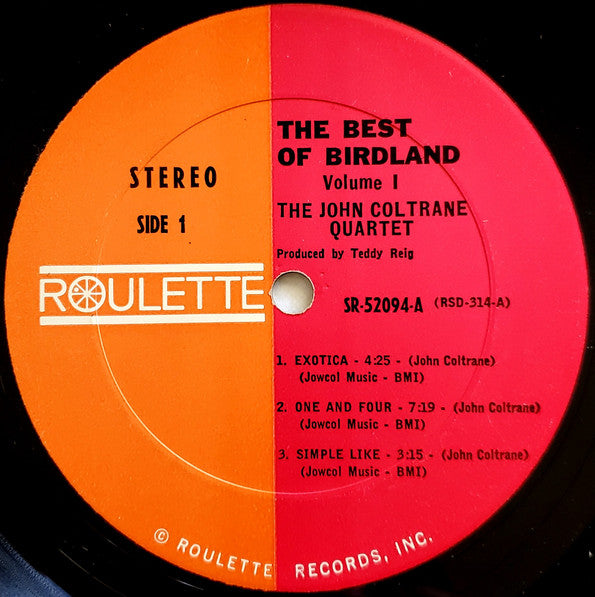 STEREO
SIDE 1
ROULETTE
THE BEST
OF BIRDLAND
Volume I
THE JOHN COLTRANE
QUARTET
Produced by Teddy Reig
SR-52094-A (RSD-314-A)
1. EXOTICA - 4:25 - (John Coltrane)
(Jowcol Music - BMI)
2. ONE AND FOUR - 7:19 - (John Coltrane)
(Jowcol Music - BMI)
3. SIMPLE LIKE - 3:15 - (John Coltrane)
(Jowcol Music - BMI)
© ROULETTE RECORDS, INC.